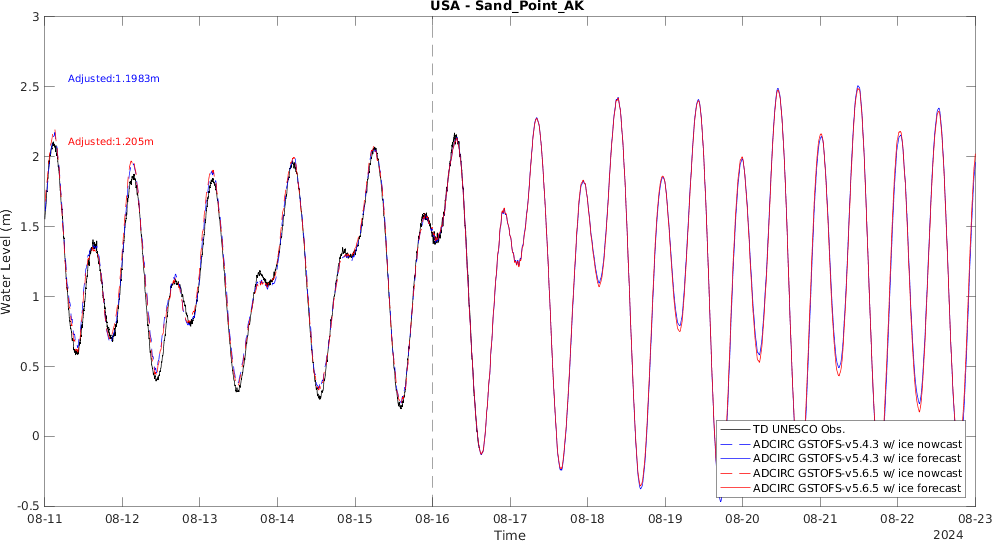 USA - Sand_Point_AK
3
2.5
2
1.5
1
0.5
0
-0.5
Water Level (m)
Adjusted:1.1983m
Adjusted:1.205m
TD UNESCO Obs.
ADCIRC GSTOFS-v5.4.3 w/ ice nowcast
ADCIRC GSTOFS-v5.4.3 w/ ice forecast
ADCIRC GSTOFS-v5.6.5 w/ ice nowcast
ADCIRC GSTOFS-v5.6.5 w/ ice forecast
08-11 08-12 08-13 08-14 08-15 08-16 08-17 08-18 08-19 08-20 08-21 08-22 08-23
Time
2024